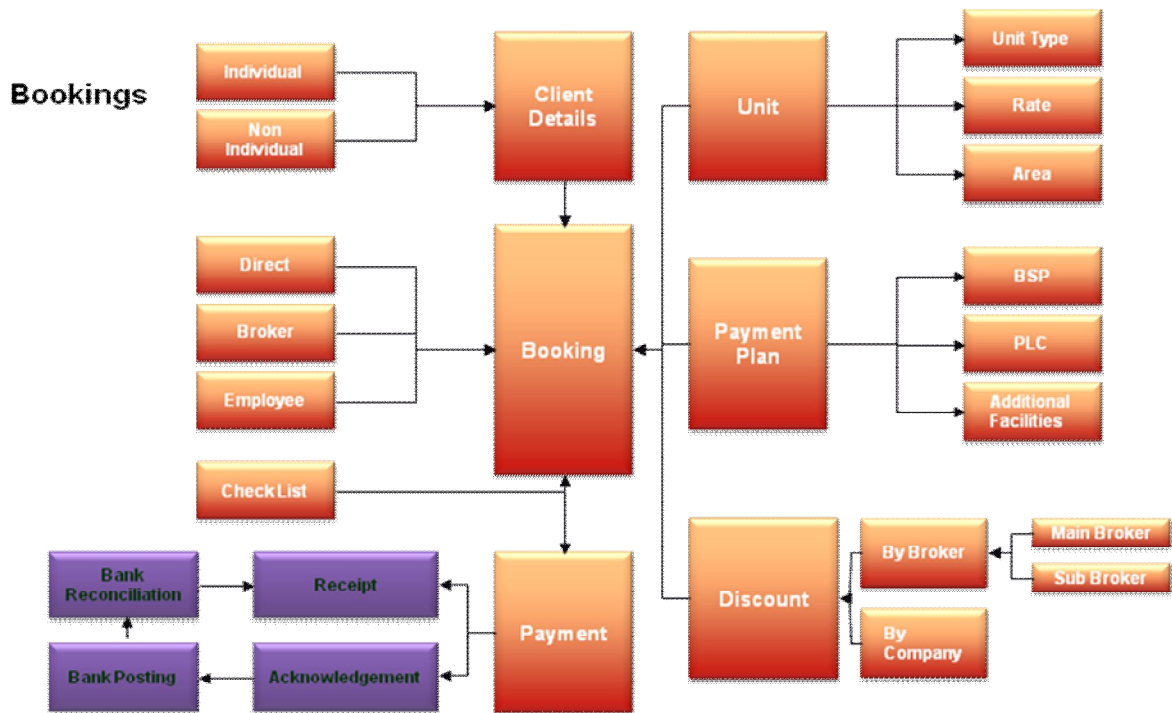 Bookings
Individual
Non
Individual
Client
Details
Unit
Unit Type
Rate
Area
Direct
Broker
Employee
Booking
Payment
Plan
BSP
PLC
Additional
Facilities
Check List
Bank
Reconciliation
Receipt
Bank Posting
Acknowledgement
Payment
Discount
By Broker
By
Company
Main Broker
Sub Broker